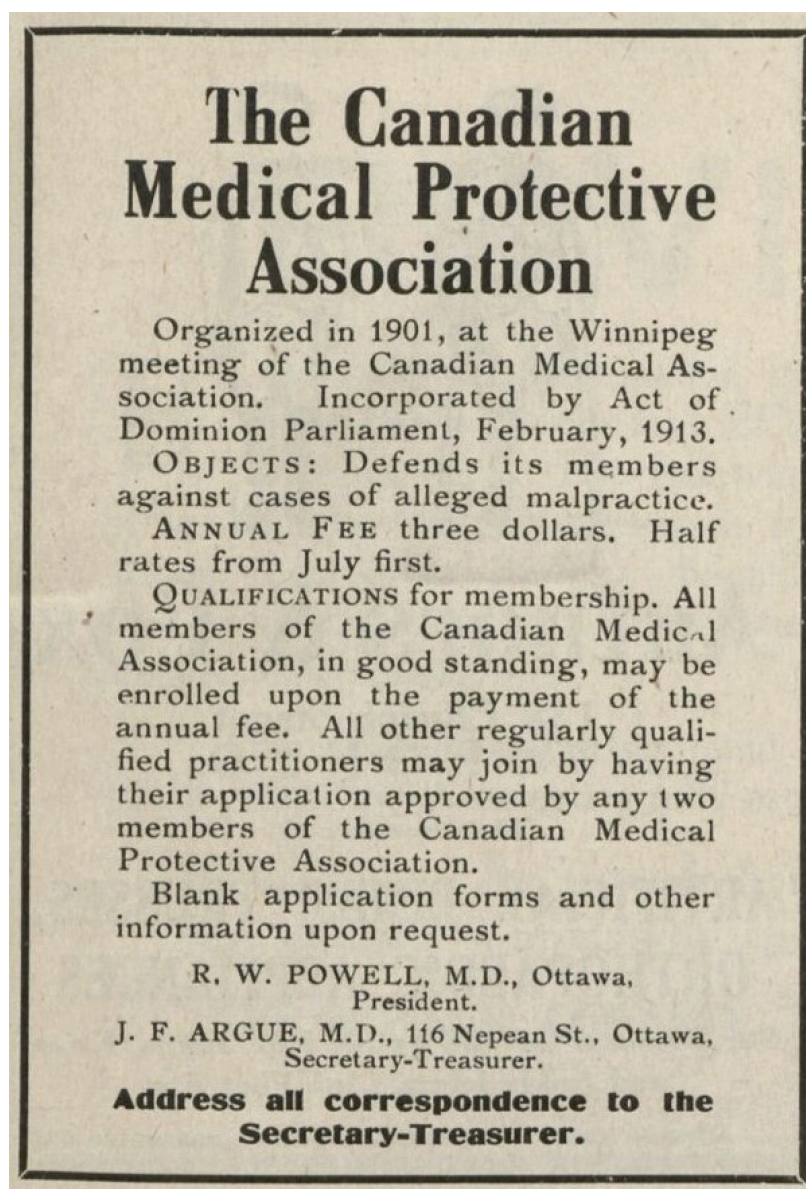 The Canadian
Medical Protective
Association
Organized in 1901, at the Winnipeg
meeting of the Canadian Medical As-
sociation. Incorporated by Act of
Dominion Parliament, February, 1913.
OBJECTS: Defends its members
against cases of alleged malpractice.
ANNUAL FEE three dollars. Half
rates from July first.
QUALIFICATIONS for membership. All
members of the Canadian Medical
Association, in good standing, may be
enrolled upon the payment of the
annual fee. All other regularly quali-
fied practitioners may join by having
their application approved by any two
members of the Canadian Medical
Protective Association.
Blank application forms and other
information upon request.
R. W. POWELL, M.D., Ottawa,
President.
J. F. ARGUE, M.D., 116 Nepean St., Ottawa,
Secretary-Treasurer.
Address all correspondence to the
Secretary-Treasurer.